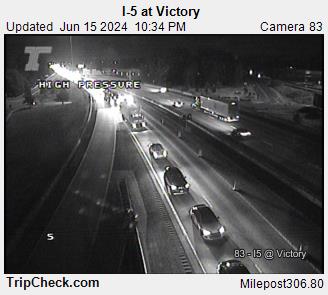 I-5 at Victory
Updated Jun 15 2024 10:34 PM Camera 83
T
HIGH PRESSURE
S
83 - I5 @ Victory
TripCheck.com Milepost306.80